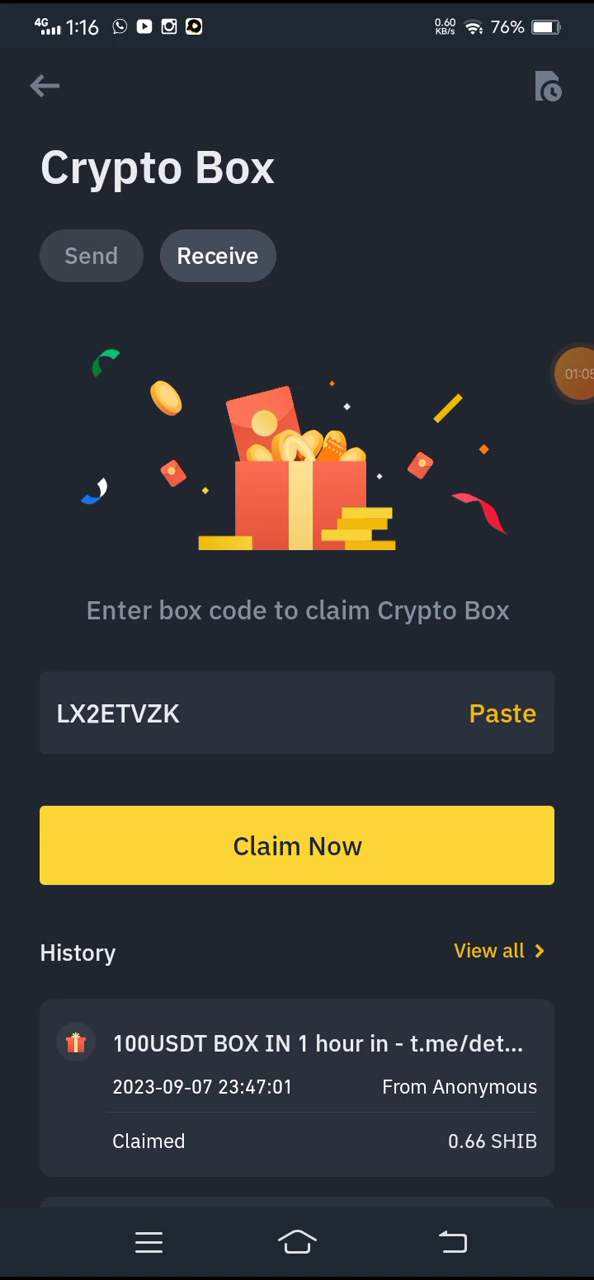 4G 1:16 0.60 KB/s 76%
Crypto Box
Send Receive
01:05
Enter box code to claim Crypto Box
LX2ETVZK Paste
Claim Now
History View all
100USDT BOX IN 1 hour in - t.me/det...
2023-09-07 23:47:01 From Anonymous
Claimed 0.66 SHIB